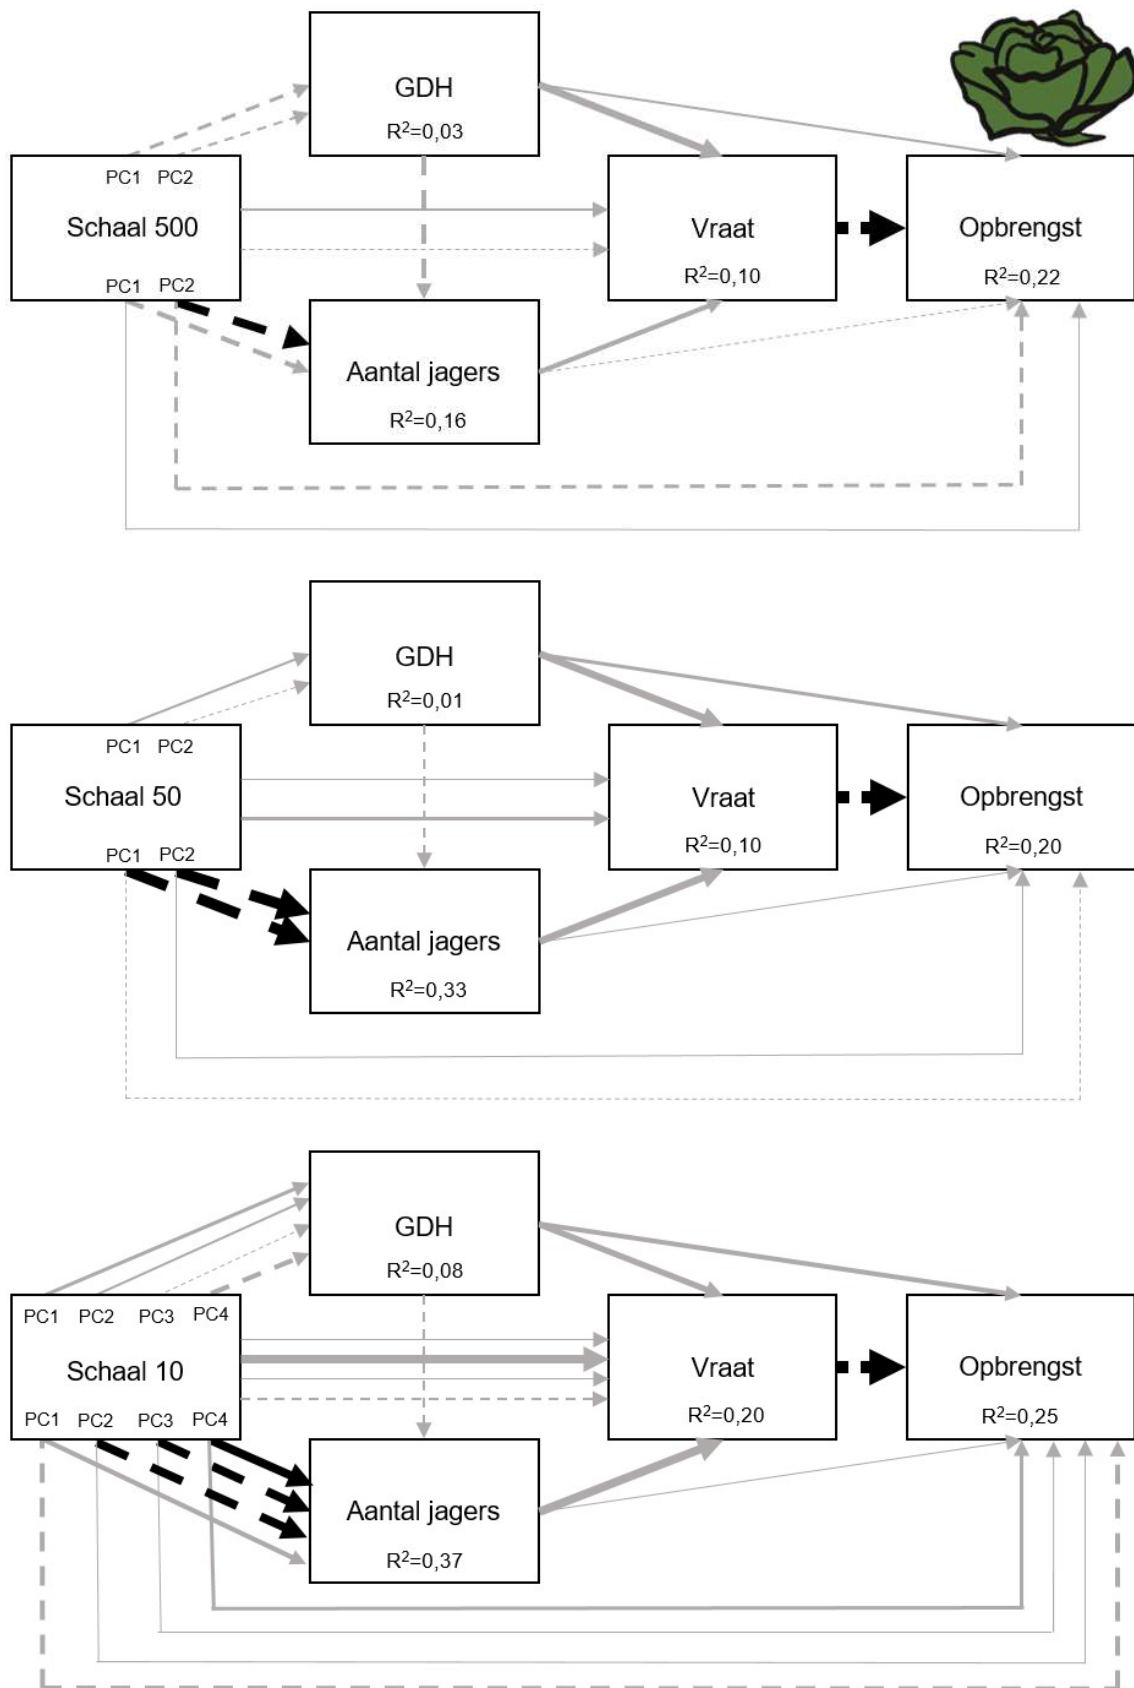 GDH
R²=0,03
PC1 PC2
Schaal 500
PC1 PC2
Vraat
R²=0,10
Opbrengst
R²=0,22
Aantal jagers
R²=0,16
GDH
R²=0,01
PC1 PC2
Schaal 50
PC1 PC2
Vraat
R²=0,10
Opbrengst
R²=0,20
Aantal jagers
R²=0,33
GDH
R²=0,08
PC1 PC2 PC3 PC4
Schaal 10
PC1 PC2 PC3 PC4
Vraat
R²=0,20
Opbrengst
R²=0,25
Aantal jagers
R²=0,37